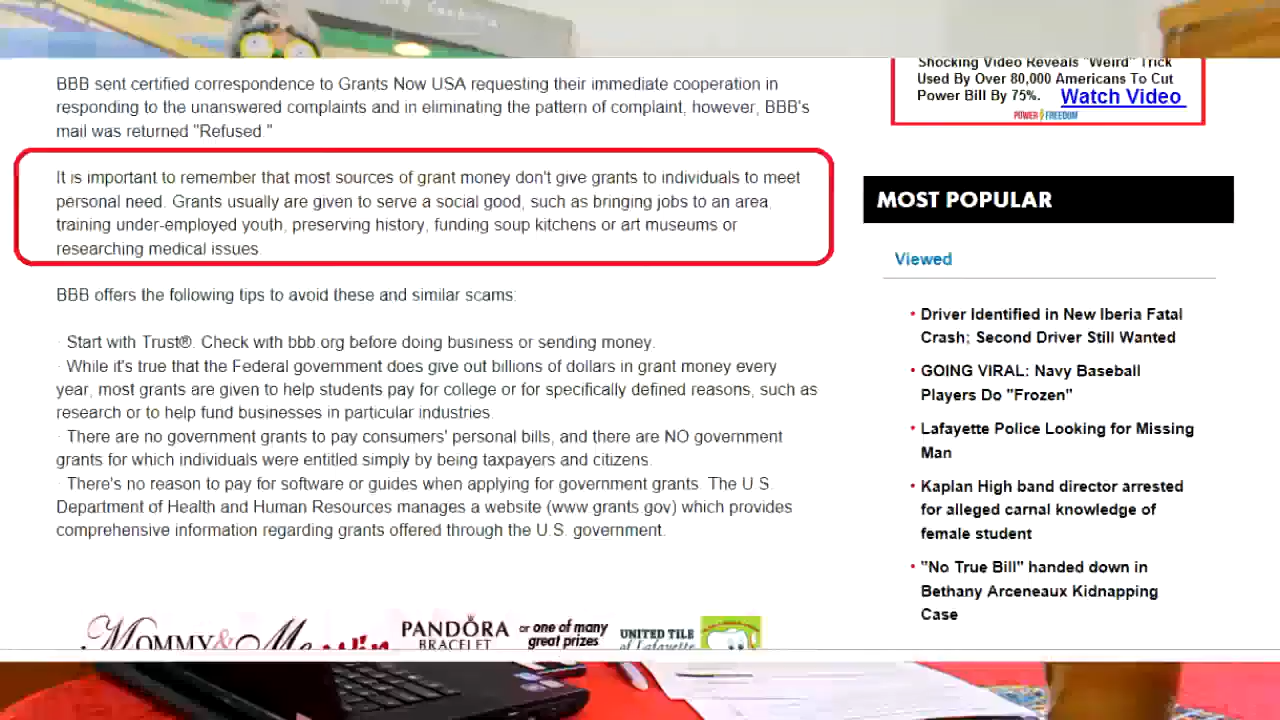 BBB sent certified correspondence to Grants Now USA requesting their immediate cooperation in
responding to the unanswered complaints and in eliminating the pattern of complaint, however, BBB's
mail was returned "Refused."
It is important to remember that most sources of grant money don't give grants to individuals to meet
personal need. Grants usually are given to serve a social good, such as bringing jobs to an area,
training under-employed youth, preserving history, funding soup kitchens or art museums or
researching medical issues.
BBB offers the following tips to avoid these and similar scams:
· Start with Trust®. Check with bbb.org before doing business or sending money.
· While it's true that the Federal government does give out billions of dollars in grant money every
year, most grants are given to help students pay for college or for specifically defined reasons, such as
research or to help fund businesses in particular industries.
· There are no government grants to pay consumers' personal bills, and there are NO government
grants for which individuals were entitled simply by being taxpayers and citizens.
· There's no reason to pay for software or guides when applying for government grants. The U.S.
Department of Health and Human Resources manages a website (www.grants.gov) which provides
comprehensive information regarding grants offered through the U.S. government.
MOMMY & Me Win
PANDÖRA
BRACELET
or one of many
great prizes
UNITED TILE
of Lafayette
Shocking Video Reveals "Weird" Trick
Used By Over 80,000 Americans To Cut
Power Bill By 75%. Watch Video
POWER FREEDOM
MOST POPULAR
Viewed
• Driver Identified in New Iberia Fatal
Crash; Second Driver Still Wanted
• GOING VIRAL: Navy Baseball
Players Do "Frozen"
• Lafayette Police Looking for Missing
Man
• Kaplan High band director arrested
for alleged carnal knowledge of
female student
• "No True Bill" handed down in
Bethany Arceneaux Kidnapping
Case